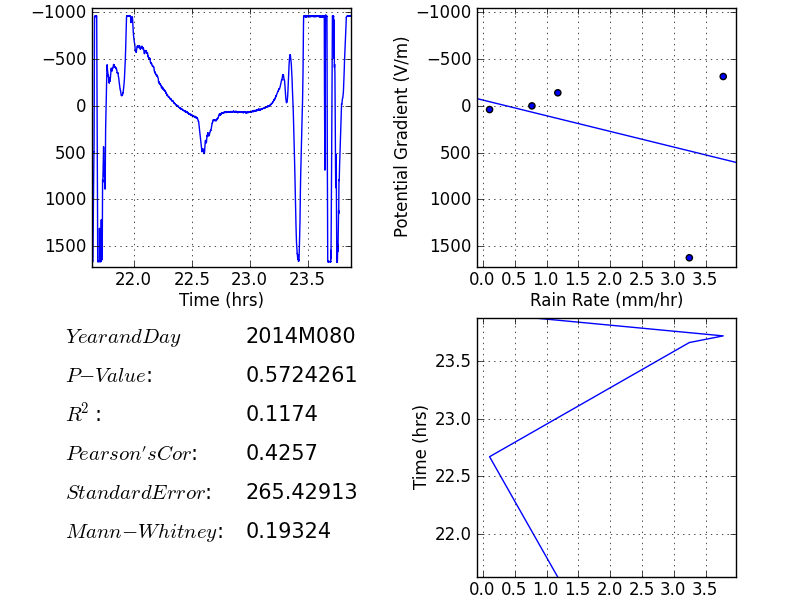 −1000
−500
0
500
1000
1500
22.0 22.5 23.0 23.5
Time (hrs)
Potential Gradient (V/m)
−1000
−500
0
500
1000
1500
0.0 0.5 1.0 1.5 2.0 2.5 3.0 3.5
Rain Rate (mm/hr)
YearandDay 2014M080
P−Value: 0.5724261
R²: 0.1174
Pearson'sCor: 0.4257
StandardError: 265.42913
Mann−Whitney: 0.19324
Time (hrs)
23.5
23.0
22.5
22.0
0.0 0.5 1.0 1.5 2.0 2.5 3.0 3.5